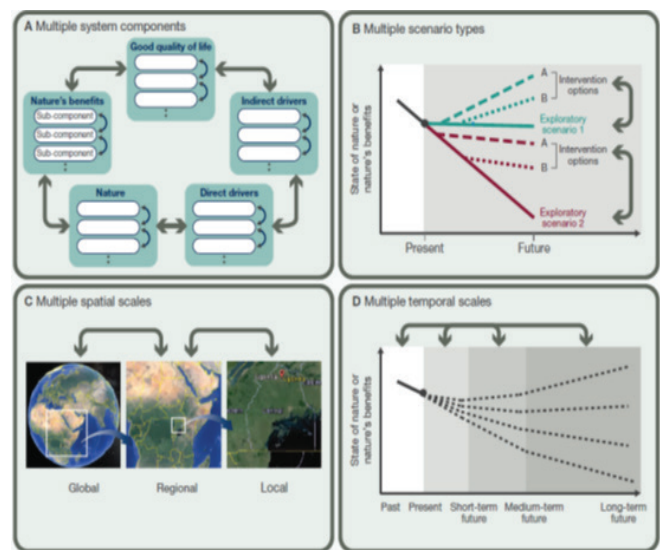 A Multiple system components
Good quality of life
Nature's benefits
Sub-component
Sub-component
Sub-component
Indirect drivers
Nature
Direct drivers
B Multiple scenario types
State of nature or
nature's benefits
A
B
Intervention
options
Exploratory
scenario 1
A
B
Intervention
options
Exploratory
scenario 2
Present
Future
C Multiple spatial scales
Global
Regional
Local
D Multiple temporal scales
State of nature or
nature's benefits
Past
Present
Short-term
future
Medium-term
future
Long-term
future